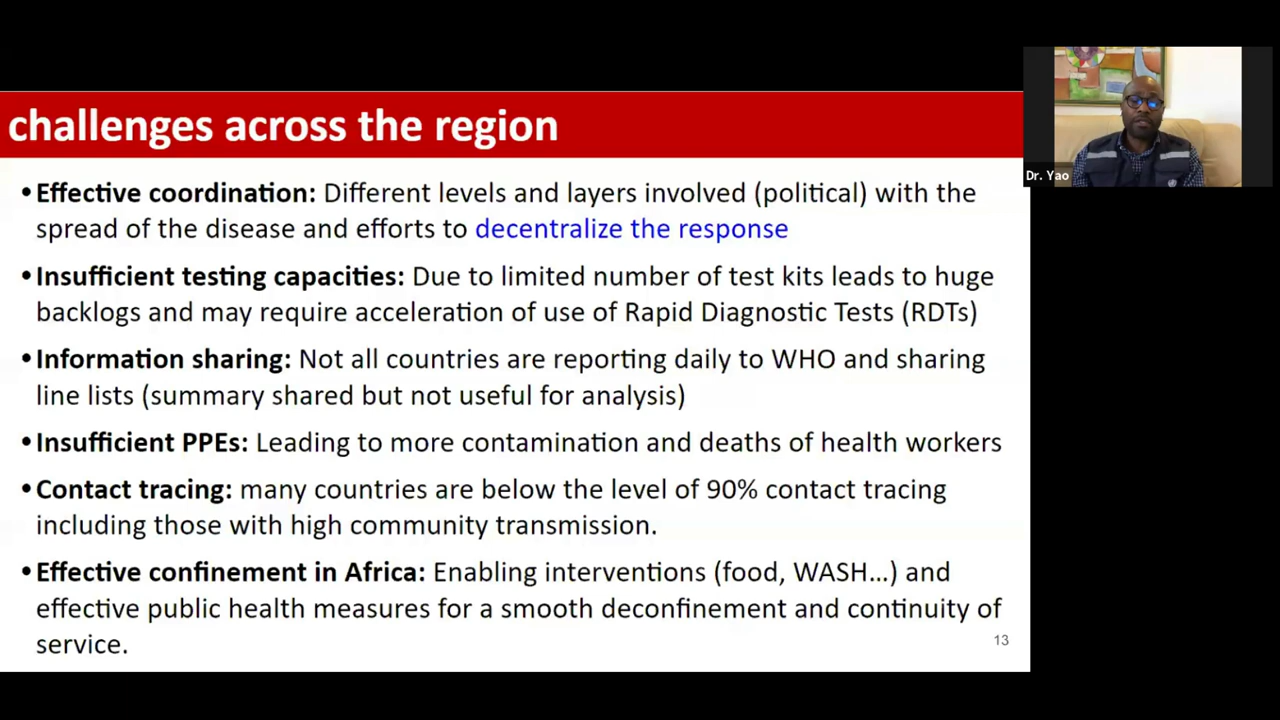 challenges across the region
•Effective coordination: Different levels and layers involved (political) with the
spread of the disease and efforts to decentralize the response
•Insufficient testing capacities: Due to limited number of test kits leads to huge
backlogs and may require acceleration of use of Rapid Diagnostic Tests (RDTs)
•Information sharing: Not all countries are reporting daily to WHO and sharing
line lists (summary shared but not useful for analysis)
•Insufficient PPEs: Leading to more contamination and deaths of health workers
•Contact tracing: many countries are below the level of 90% contact tracing
including those with high community transmission.
•Effective confinement in Africa: Enabling interventions (food, WASH...) and
effective public health measures for a smooth deconfinement and continuity of
service.
13
Dr. Yao